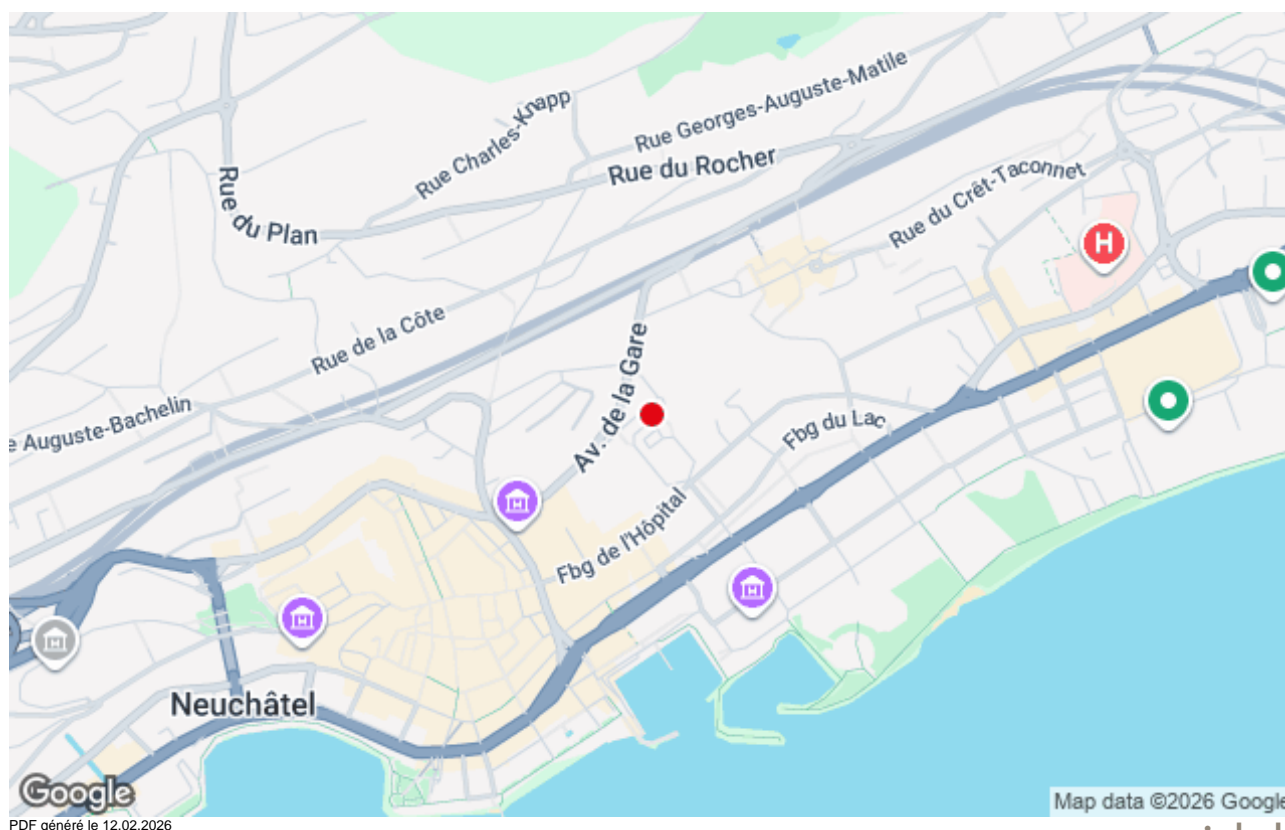 Rue Georges-Auguste-Matile
Rue Charles-Knapp
Rue du Rocher
Rue du Crêt-Taconnet
Rue du Plan
H
Rue de la Côte
Av. de la Gare
e Auguste-Bachelin
Fbg du Lac
Fbg de l'Hôpital
Neuchâtel
Google
Map data ©2026 Google
PDF généré le 12.02.2026